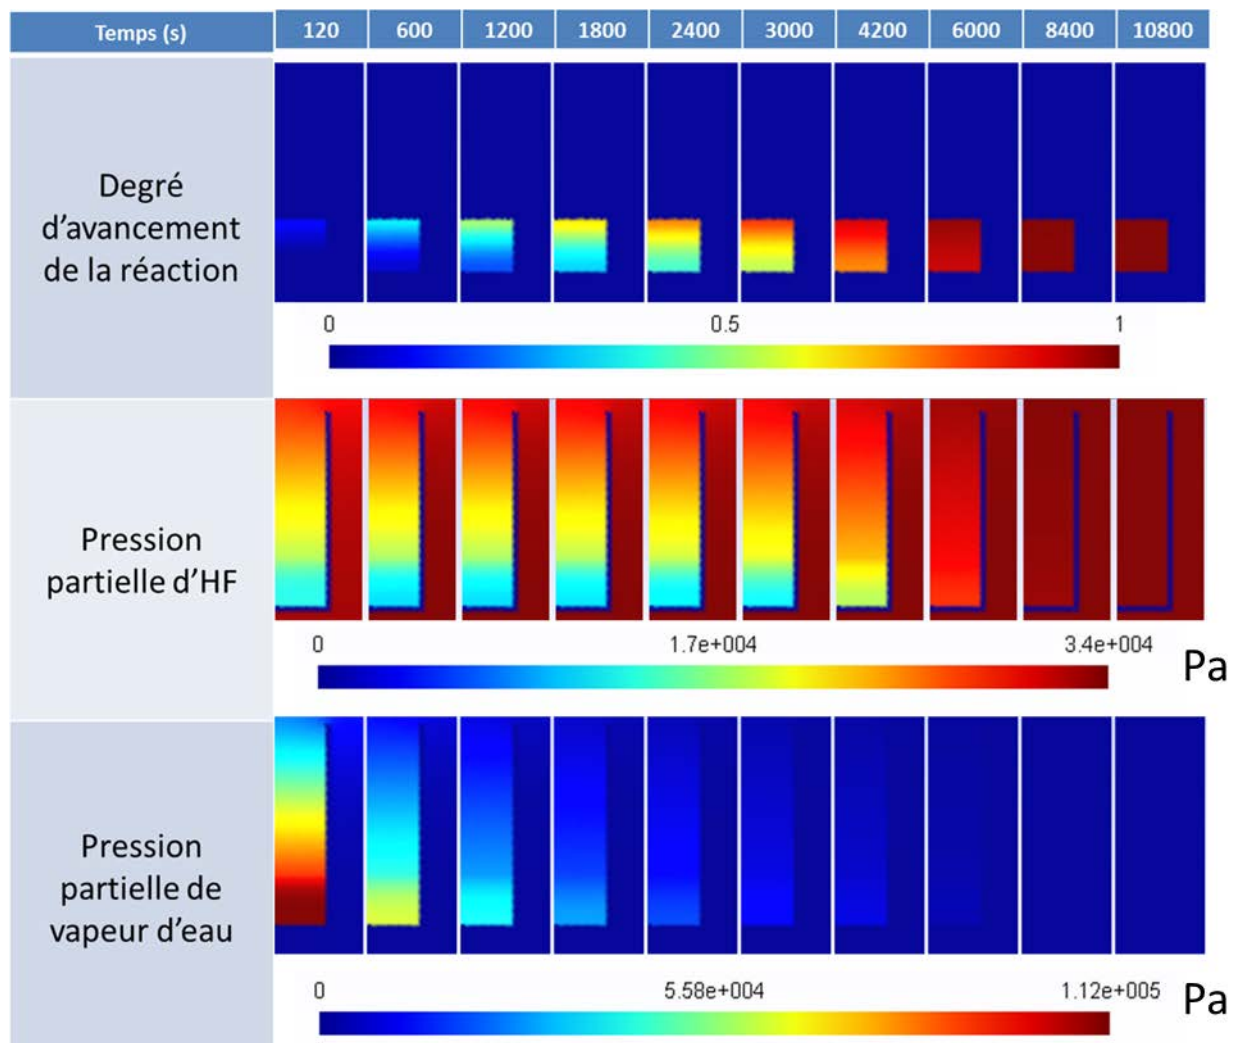 Temps (s) 120 600 1200 1800 2400 3000 4200 6000 8400 10800
Degré
d'avancement
de la réaction
0 0.5 1
Pression
partielle d'HF
0 1.7e+004 3.4e+004 Pa
Pression
partielle de
vapeur d'eau
0 5.58e+004 1.12e+005 Pa